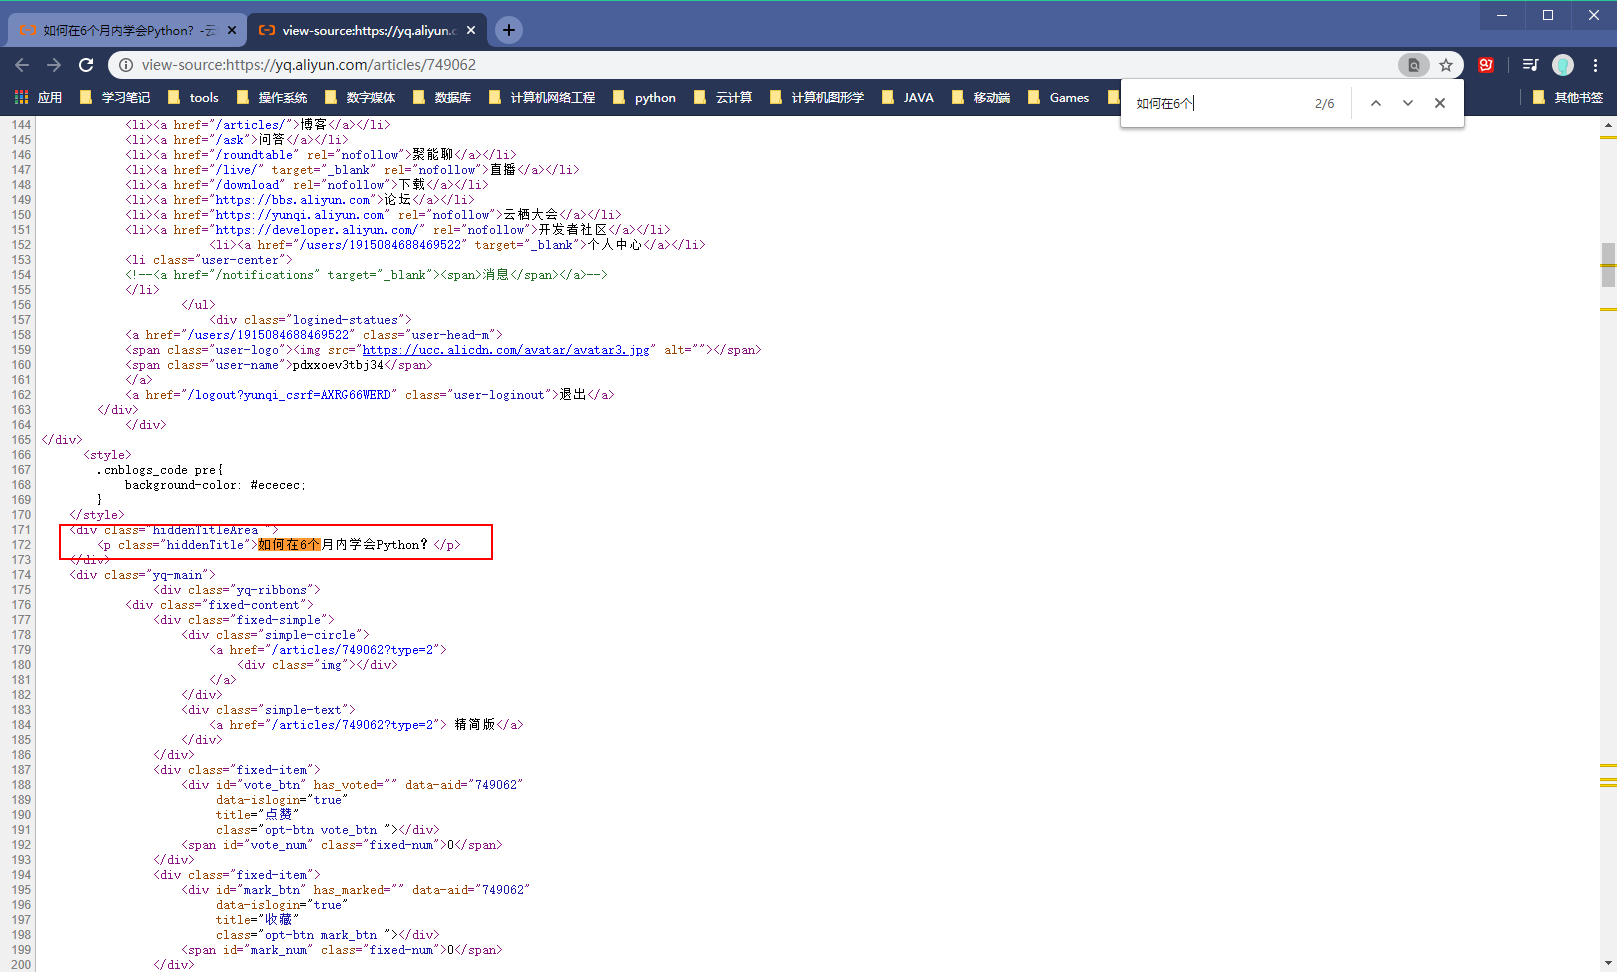 如何在6个月内学会Python？-云
view-source:https://yq.aliyun.c
view-source:https://yq.aliyun.com/articles/749062
应用 学习笔记 tools 操作系统 数字媒体 数据库 计算机网络工程 python 云计算 计算机图形学 JAVA 移动端 Games 其他书签
如何在6个 2/6
144 <li><a href="/articles/">博客</a></li>
145 <li><a href="/ask">问答</a></li>
146 <li><a href="/roundtable" rel="nofollow">聚能聊</a></li>
147 <li><a href="/live/" target="_blank" rel="nofollow">直播</a></li>
148 <li><a href="/download" rel="nofollow">下载</a></li>
149 <li><a href="https://bbs.aliyun.com">论坛</a></li>
150 <li><a href="https://yunqi.aliyun.com" rel="nofollow">云栖大会</a></li>
151 <li><a href="https://developer.aliyun.com/" rel="nofollow">开发者社区</a></li>
152 <li><a href="/users/1915084688469522" target="_blank">个人中心</a></li>
153 <li class="user-center">
154 <!--<a href="/notifications" target="_blank"><span>消息</span></a>-->
155 </li>
156 </ul>
157 <div class="logined-statues">
158 <a href="/users/1915084688469522" class="user-head-m">
159 <span class="user-logo"><img src="https://ucc.alicdn.com/avatar/avatar3.jpg" alt=""></span>
160 <span class="user-name">pdxxoev3tbj34</span>
161 </a>
162 <a href="/logout?yunqi_csrf=AXRG66WERD" class="user-loginout">退出</a>
163 </div>
164 </div>
165 </div>
166 <style>
167 .cnblogs_code pre{
168 background-color: #ececec;
169 }
170 </style>
171 <div class="hiddenTitleArea ">
172 <p class="hiddenTitle">如何在6个月内学会Python？</p>
173 </div>
174 <div class="yq-main">
175 <div class="yq-ribbons">
176 <div class="fixed-content">
177 <div class="fixed-simple">
178 <div class="simple-circle">
179 <a href="/articles/749062?type=2">
180 <div class="img"></div>
181 </a>
182 </div>
183 <div class="simple-text">
184 <a href="/articles/749062?type=2"> 精简版</a>
185 </div>
186 </div>
187 <div class="fixed-item">
188 <div id="vote_btn" has_voted="" data-aid="749062"
189 data-islogin="true"
190 title="点赞"
191 class="opt-btn vote_btn "></div>
192 <span id="vote_num" class="fixed-num">0</span>
193 </div>
194 <div class="fixed-item">
195 <div id="mark_btn" has_marked="" data-aid="749062"
196 data-islogin="true"
197 title="收藏"
198 class="opt-btn mark_btn "></div>
199 <span id="mark_num" class="fixed-num">0</span>
200 </div>